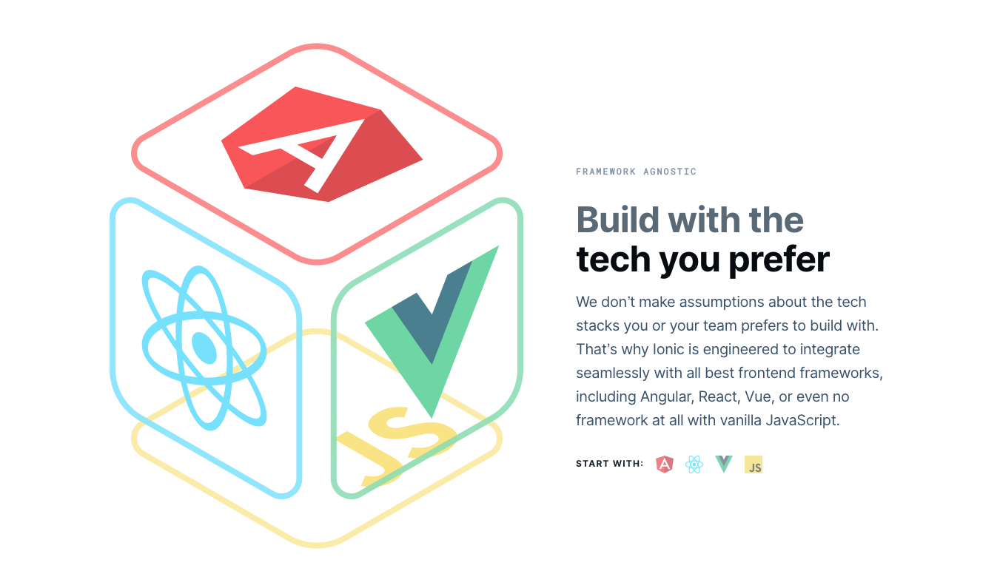 JS
FRAMEWORK AGNOSTIC
Build with the
tech you prefer
We don’t make assumptions about the tech
stacks you or your team prefers to build with.
That’s why Ionic is engineered to integrate
seamlessly with all best frontend frameworks,
including Angular, React, Vue, or even no
framework at all with vanilla JavaScript.
START WITH: JS